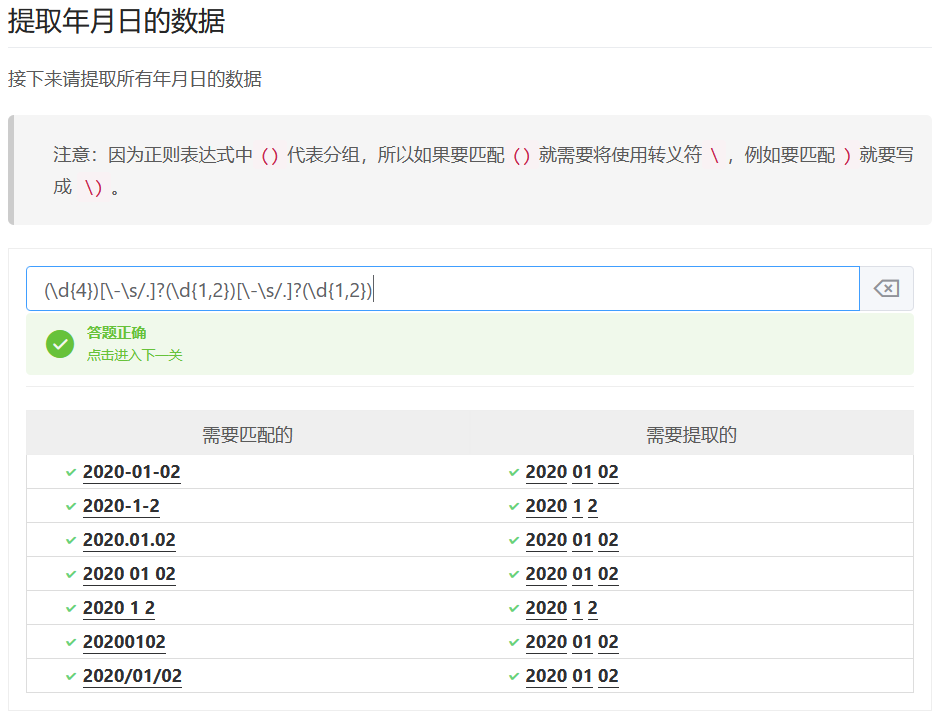 提取年月日的数据
接下来请提取所有年月日的数据
注意：因为正则表达式中 () 代表分组，所以如果要匹配 () 就需要将使用转义符 \ ，例如要匹配 ) 就要写
成 \) 。
(\d{4})[\-\s/.]?(\d{1,2})[\-\s/.]?(\d{1,2})
答题正确
点击进入下一关
需要匹配的 需要提取的
2020-01-02 2020 01 02
2020-1-2 2020 1 2
2020.01.02 2020 01 02
2020 01 02 2020 01 02
2020 1 2 2020 1 2
20200102 2020 01 02
2020/01/02 2020 01 02